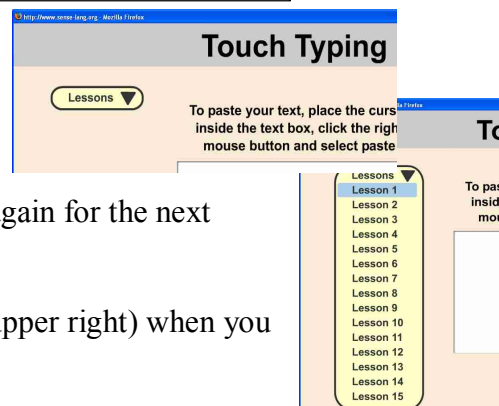 http://www.sense-lang.org - Mozilla Firefox
Touch Typing
Lessons
To paste your text, place the curs
inside the text box, click the righ
mouse button and select paste
la Firefox
To
Lessons
Lesson 1
Lesson 2
Lesson 3
Lesson 4
Lesson 5
Lesson 6
Lesson 7
Lesson 8
Lesson 9
Lesson 10
Lesson 11
Lesson 12
Lesson 13
Lesson 14
Lesson 15
To pas
insid
mou
gain for the next
pper right) when you